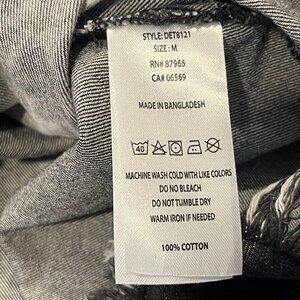 STYLE: DET8121
SIZE: M
RN# 87965
CA# 06569
MADE IN BANGLADESH
40
MACHINE WASH COLD WITH LIKE COLORS
DO NO BLEACH
DO NOT TUMBLE DRY
WARM IRON IF NEEDED
100% COTTON